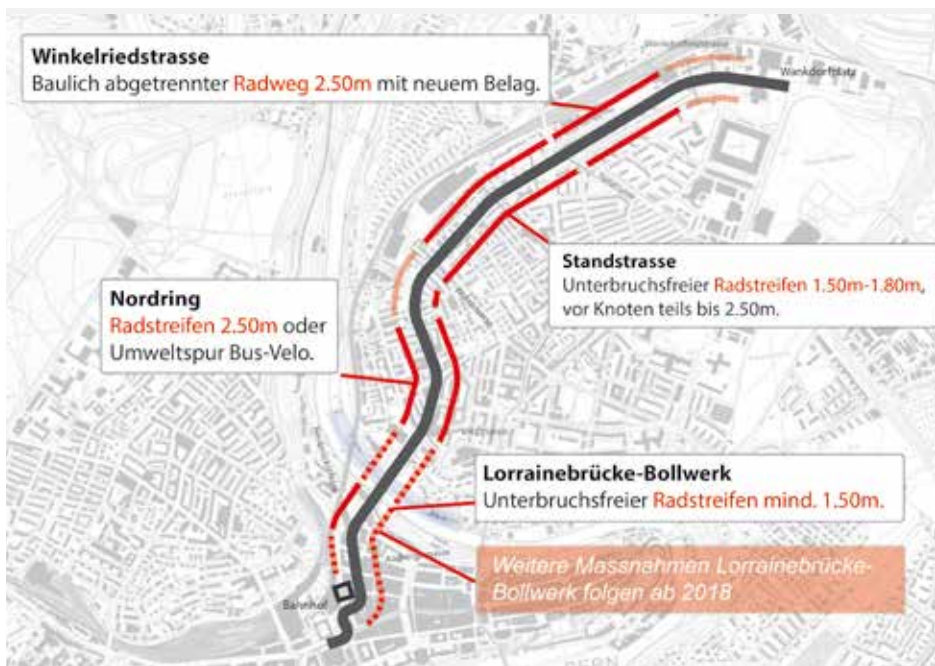 Winkelriedstrasse
Baulich abgetrennter Radweg 2.50m mit neuem Belag.
Wankdorfplatz
Standstrasse
Unterbruchsfreier Radstreifen 1.50m-1.80m,
vor Knoten teils bis 2.50m.
Nordring
Radstreifen 2.50m oder
Umweltspur Bus-Velo.
Lorrainebrücke-Bollwerk
Unterbruchsfreier Radstreifen mind. 1.50m.
Weitere Massnahmen Lorrainebrücke-
Bollwerk folgen ab 2018
Bahnhof
BERN